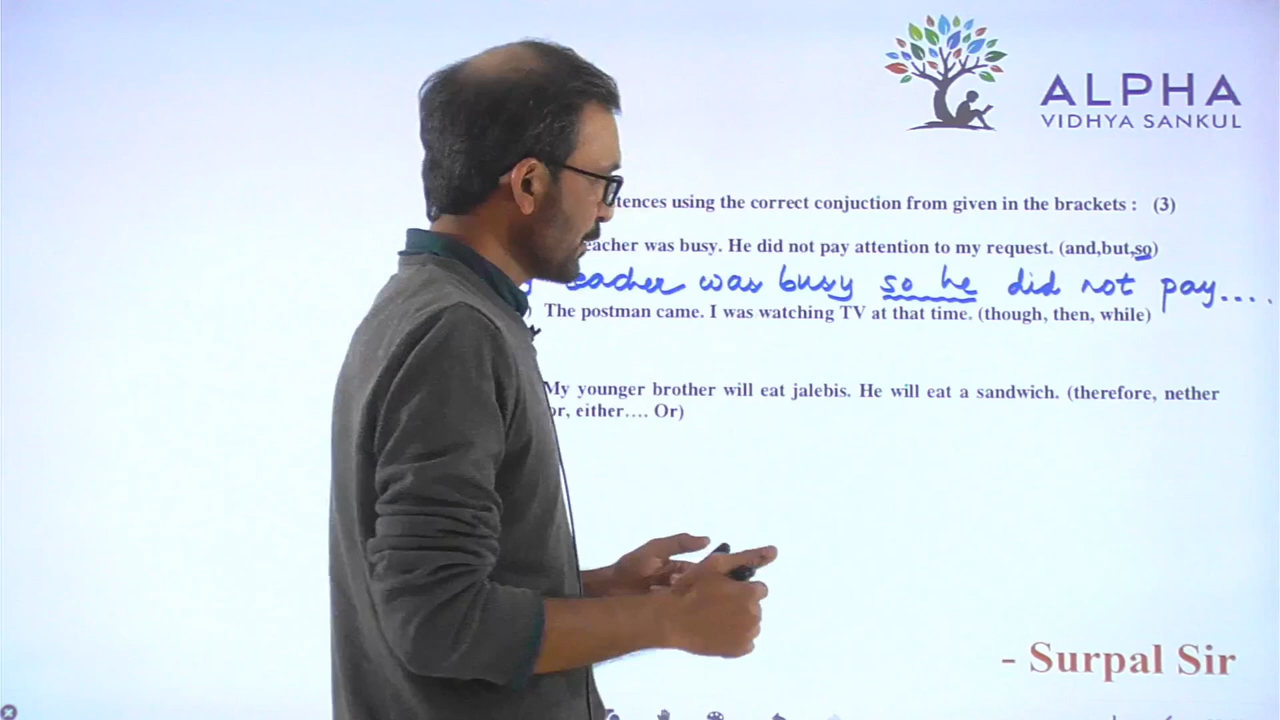 ALPHA
VIDHYA SANKUL
using the correct conjuction from given in the brackets : (3)
was busy. He did not pay attention to my request. (and,but,so)
teacher was busy so he did not pay....
The postman came. I was watching TV at that time. (though, then, while)
My younger brother will eat jalebis. He will eat a sandwich. (therefore, nether
or, either.... Or)
- Surpal Sir